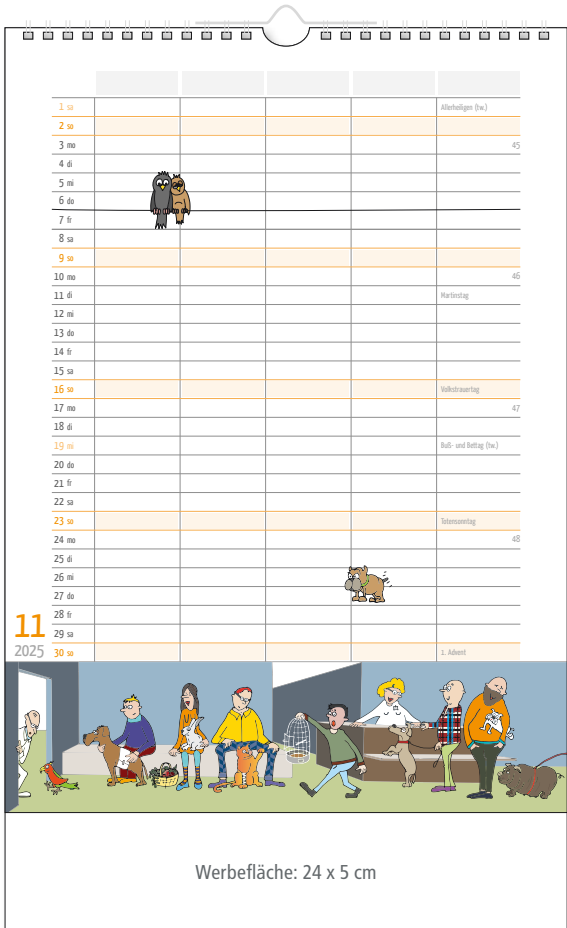 1 sa Allerheiligen (tw.)
2 so
3 mo 45
4 di
5 mi
6 do
7 fr
8 sa
9 so
10 mo 46
11 di Martinstag
12 mi
13 do
14 fr
15 sa
16 so Volkstrauertag
17 mo 47
18 di
19 mi Buß- und Bettag (tw.)
20 do
21 fr
22 sa
23 so Totensonntag
24 mo 48
25 di
26 mi
27 do
28 fr
29 sa
30 so 1. Advent
11
2025
Werbefläche: 24 x 5 cm